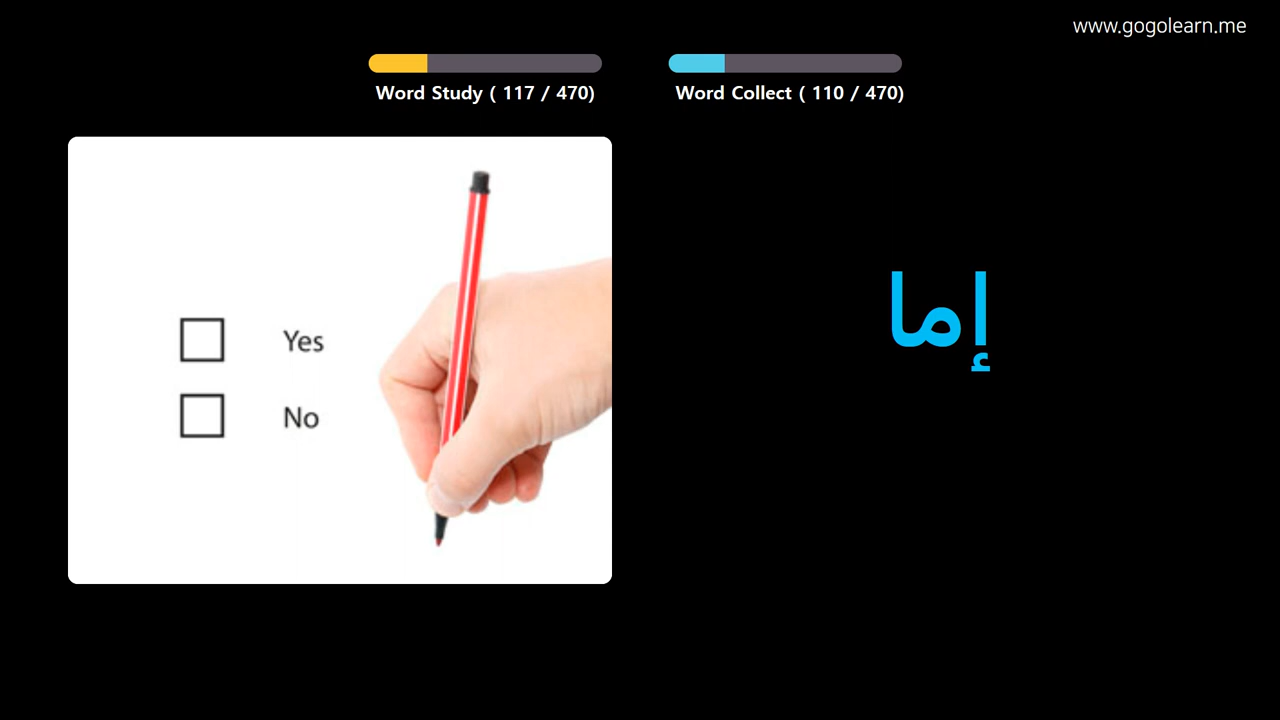 www.gogolearn.me
Word Study ( 117 / 470)
Word Collect ( 110 / 470)
Yes
No
إما